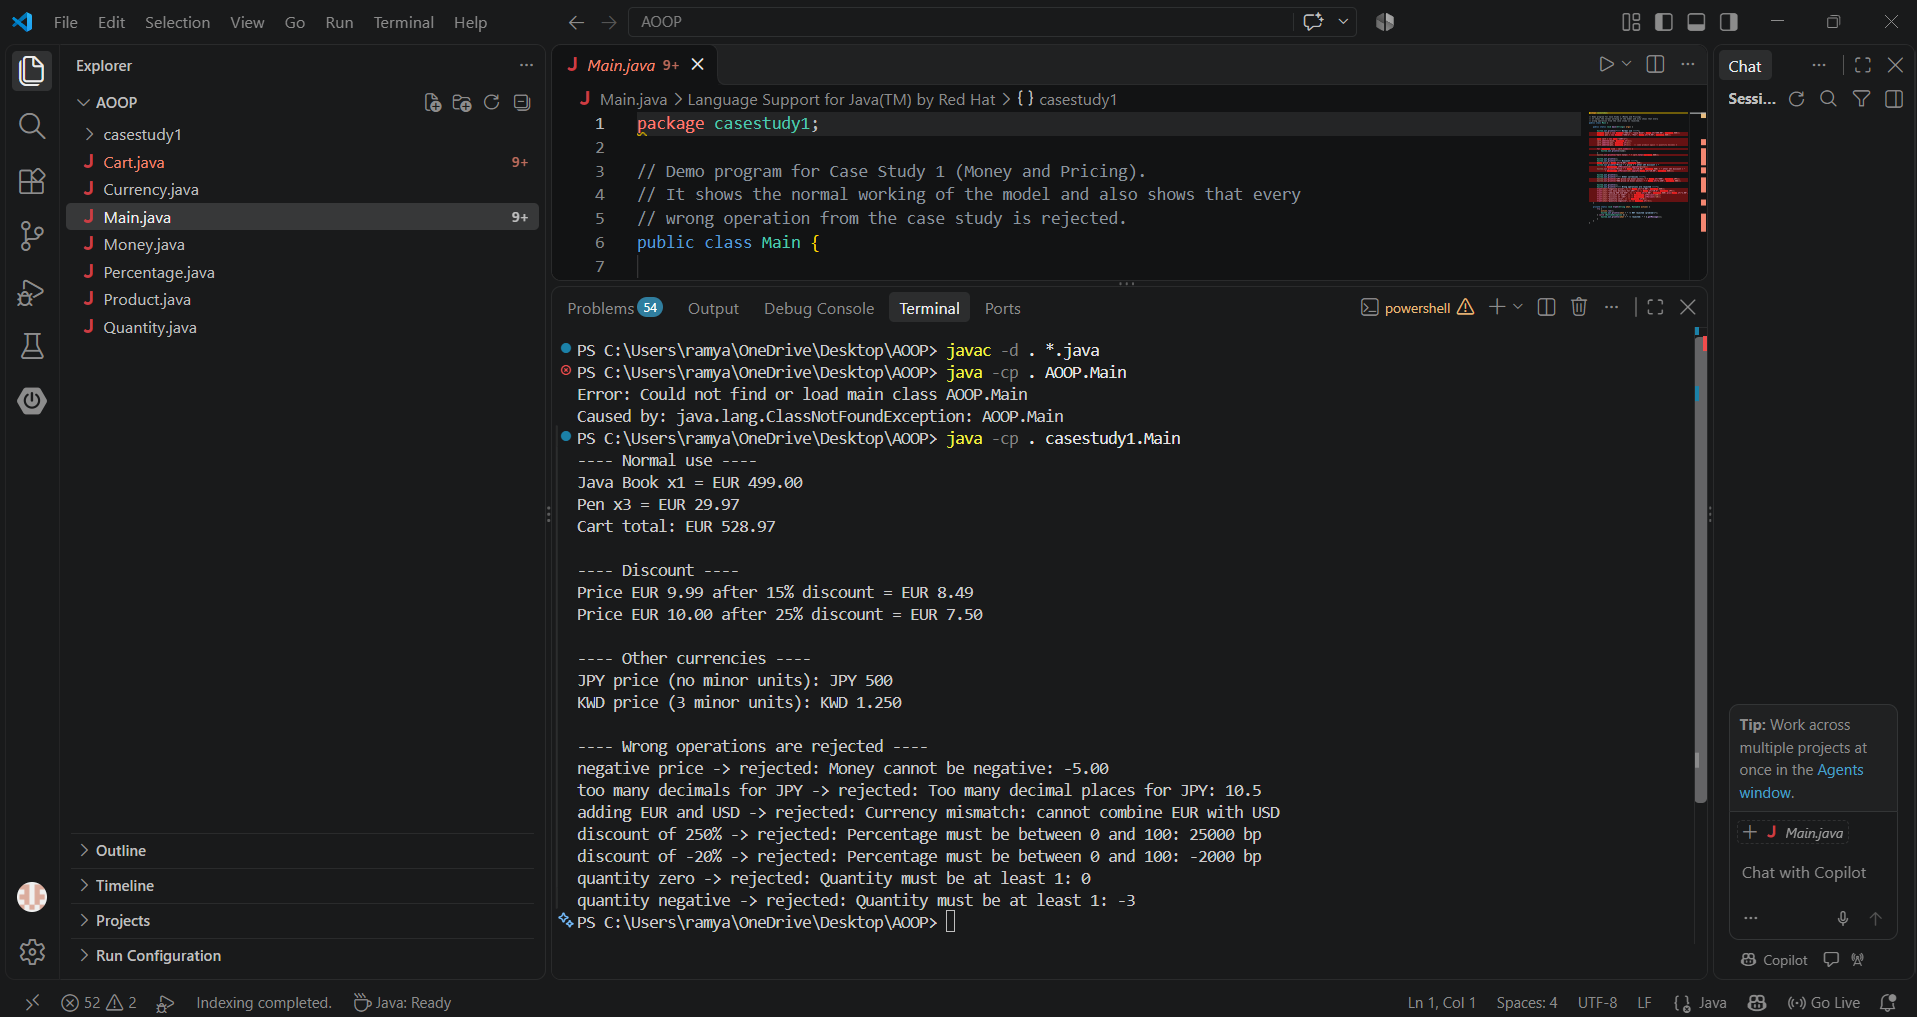 File Edit Selection View Go Run Terminal Help
AOOP
Explorer
AOOP
casestudy1
Cart.java 9+
Currency.java
Main.java 9+
Money.java
Percentage.java
Product.java
Quantity.java
Outline
Timeline
Projects
Run Configuration
Main.java 9+
Main.java > Language Support for Java(TM) by Red Hat > {} casestudy1
1 package casestudy1;
2
3 // Demo program for Case Study 1 (Money and Pricing).
4 // It shows the normal working of the model and also shows that every
5 // wrong operation from the case study is rejected.
6 public class Main {
7
Problems 54 Output Debug Console Terminal Ports
powershell
PS C:\Users\ramya\OneDrive\Desktop\AOOP> javac -d . *.java
PS C:\Users\ramya\OneDrive\Desktop\AOOP> java -cp . AOOP.Main
Error: Could not find or load main class AOOP.Main
Caused by: java.lang.ClassNotFoundException: AOOP.Main
PS C:\Users\ramya\OneDrive\Desktop\AOOP> java -cp . casestudy1.Main
---- Normal use ----
Java Book x1 = EUR 499.00
Pen x3 = EUR 29.97
Cart total: EUR 528.97
---- Discount ----
Price EUR 9.99 after 15% discount = EUR 8.49
Price EUR 10.00 after 25% discount = EUR 7.50
---- Other currencies ----
JPY price (no minor units): JPY 500
KWD price (3 minor units): KWD 1.250
---- Wrong operations are rejected ----
negative price -> rejected: Money cannot be negative: -5.00
too many decimals for JPY -> rejected: Too many decimal places for JPY: 10.5
adding EUR and USD -> rejected: Currency mismatch: cannot combine EUR with USD
discount of 250% -> rejected: Percentage must be between 0 and 100: 25000 bp
discount of -20% -> rejected: Percentage must be between 0 and 100: -2000 bp
quantity zero -> rejected: Quantity must be at least 1: 0
quantity negative -> rejected: Quantity must be at least 1: -3
PS C:\Users\ramya\OneDrive\Desktop\AOOP>
Chat
Sessi...
Tip: Work across
multiple projects at
once in the Agents
window.
Main.java
Chat with Copilot
Copilot
52 2 Indexing completed. Java: Ready
Ln 1, Col 1 Spaces: 4 UTF-8 LF Java Go Live